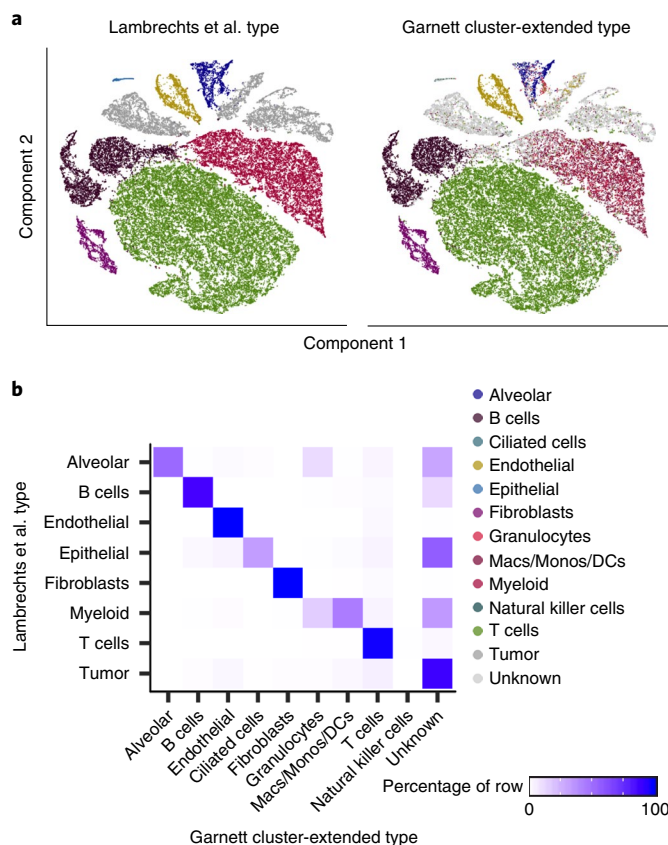 a
Lambrechts et al. type
Garnett cluster-extended type
Component 2
Component 1
b
Lambrechts et al. type
Alveolar
B cells
Endothelial
Epithelial
Fibroblasts
Myeloid
T cells
Tumor
Alveolar
B cells
Endothelial
Ciliated cells
Fibroblasts
Granulocytes
Macs/Monos/DCs
T cells
Natural killer cells
Unknown
Garnett cluster-extended type
Alveolar
B cells
Ciliated cells
Endothelial
Epithelial
Fibroblasts
Granulocytes
Macs/Monos/DCs
Myeloid
Natural killer cells
T cells
Tumor
Unknown
Percentage of row
0
100